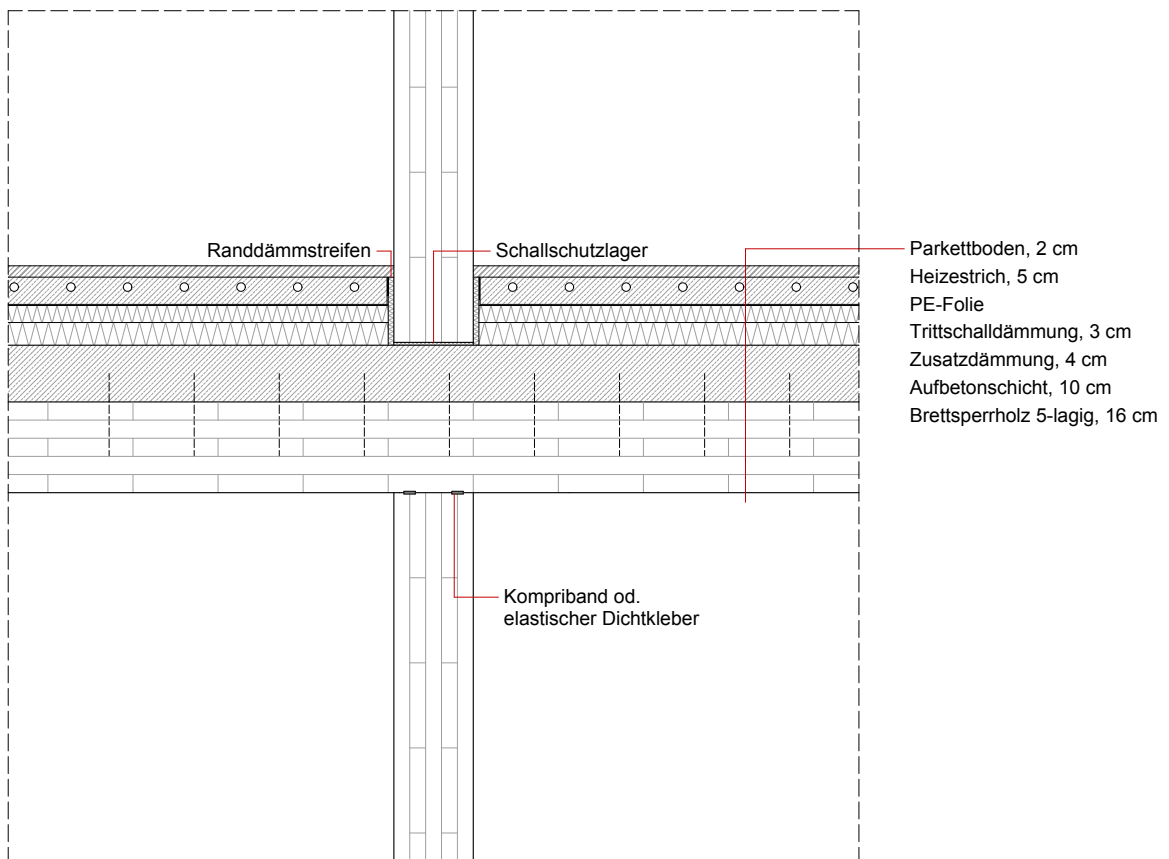 Randdämmstreifen
Schallschutzlager
Parkettboden, 2 cm
Heizestrich, 5 cm
PE-Folie
Trittschalldämmung, 3 cm
Zusatzdämmung, 4 cm
Aufbetonschicht, 10 cm
Brettsperrholz 5-lagig, 16 cm
Kompriband od.
elastischer Dichtkleber